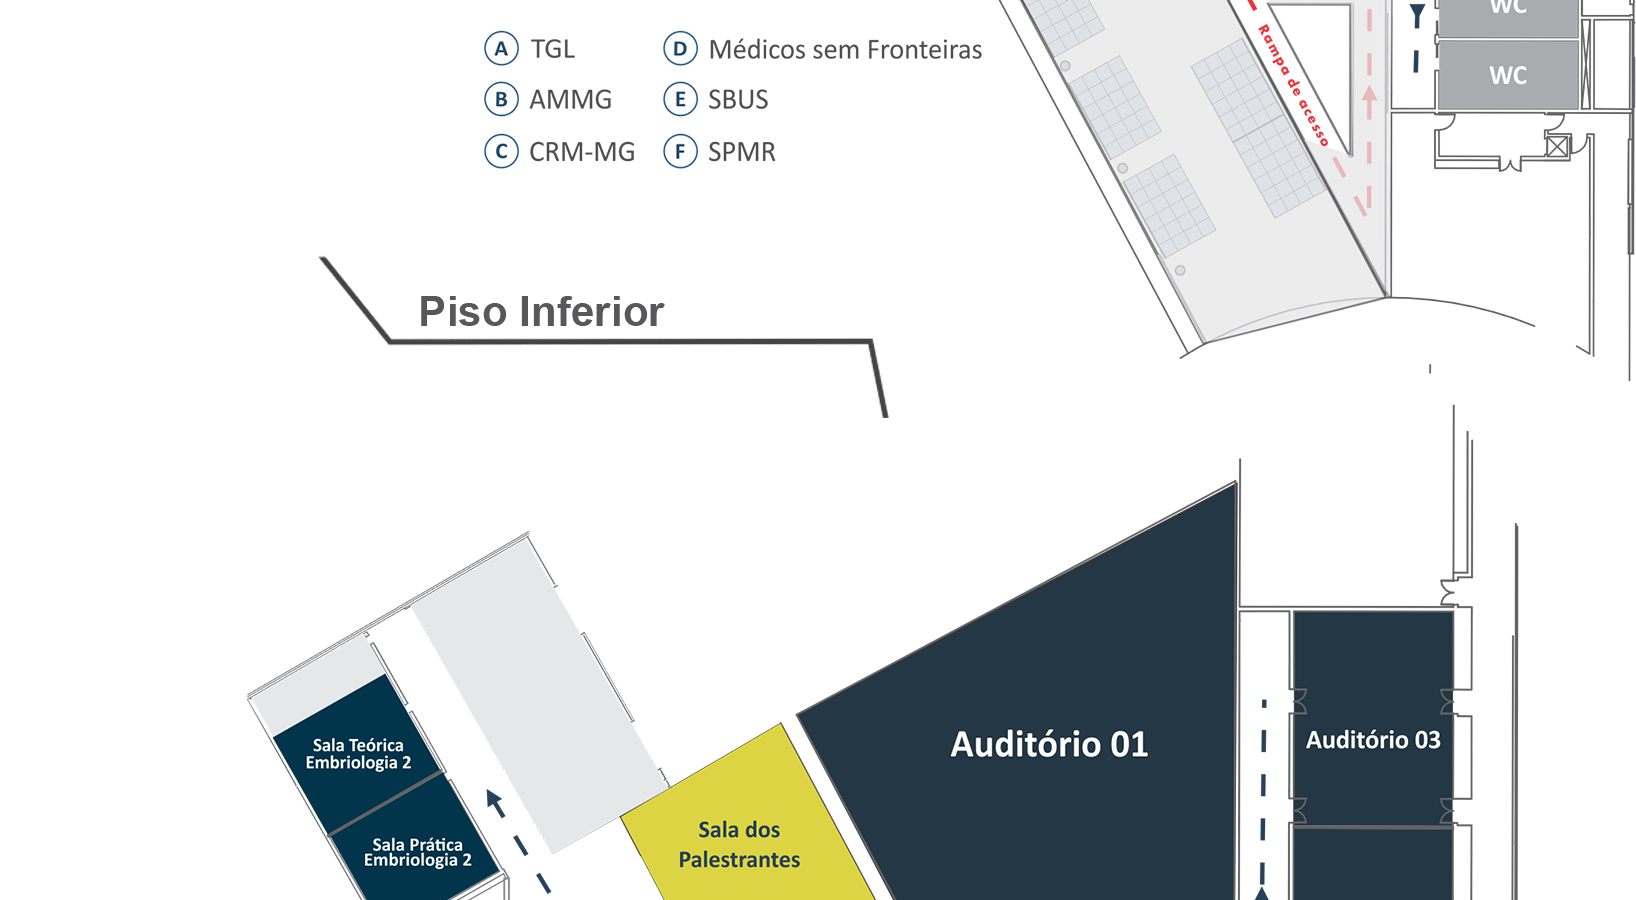 A TGL
B AMMG
C CRM-MG
D Médicos sem Fronteiras
E SBUS
F SPMR
Rampa de acesso
WC
WC
Piso Inferior
Sala Teórica
Embriologia 2
Sala Prática
Embriologia 2
Sala dos
Palestrantes
Auditório 01
Auditório 03